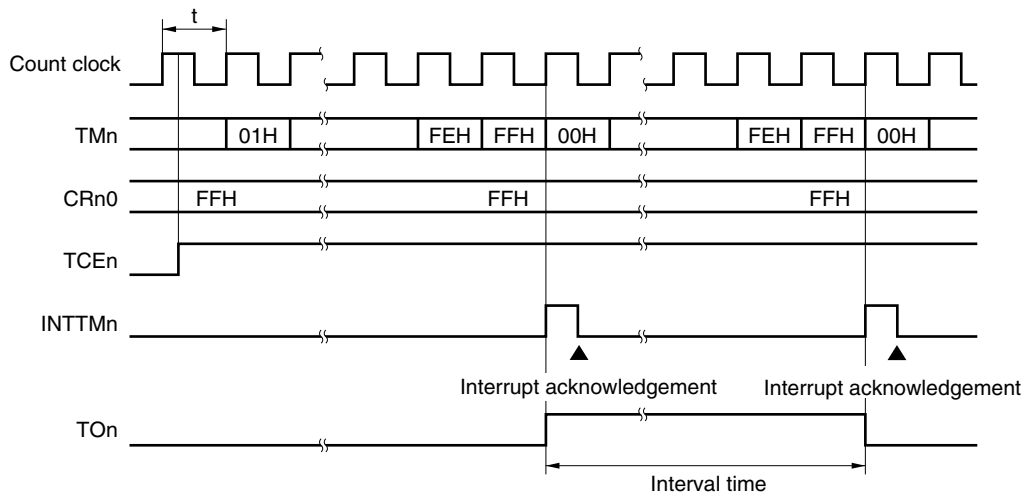 t
Count clock
TMn 01H FEH FFH 00H FEH FFH 00H
CRn0 FFH FFH FFH
TCEn
INTTMn
Interrupt acknowledgement Interrupt acknowledgement
TOn
Interval time